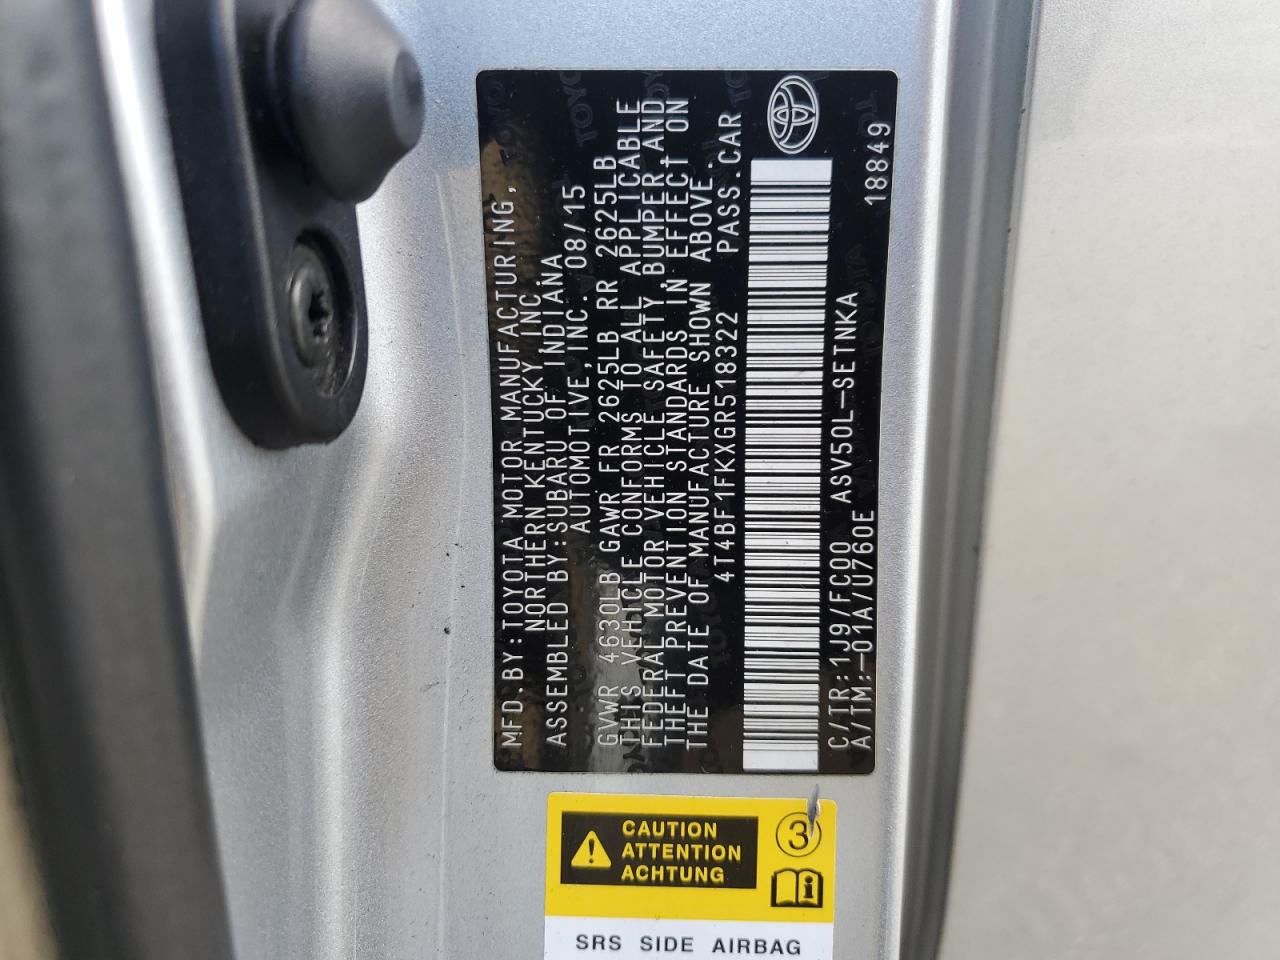 MFD.BY:TOYOTA MOTOR MANUFACTURING,
NORTHERN KENTUCKY,INC.
ASSEMBLED BY:SUBARU OF INDIANA
AUTOMOTIVE,INC. 08/15
GVWR 4630LB GAWR FR 2625LB RR 2625LB
THIS VEHICLE CONFORMS TO ALL APPLICABLE
FEDERAL MOTOR VEHICLE SAFETY,BUMPER,AND
THEFT PREVENTION STANDARDS IN EFFECT ON
THE DATE OF MANUFACTURE SHOWN ABOVE.
4T4BF1FKXGR518322 PASS.CAR
C/TR:1J9/FC00 ASV50L-SETNKA
A/TM:-01A/U760E 18849
CAUTION
ATTENTION
ACHTUNG
3
SRS SIDE AIRBAG